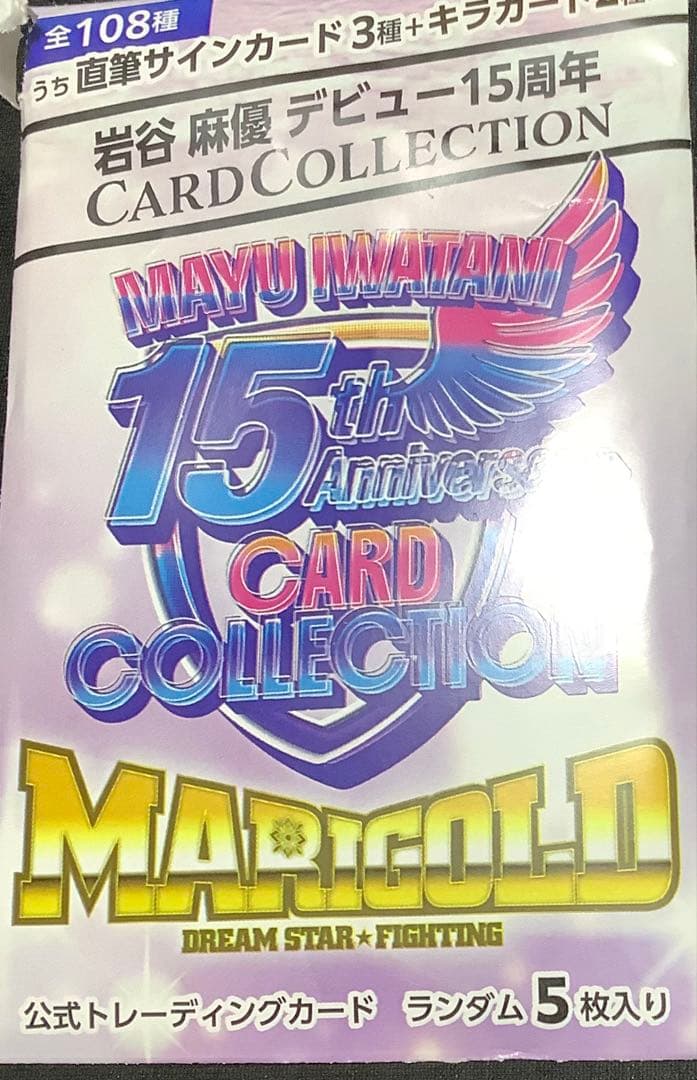 全108種
うち 直筆サインカード 3種+キラカード
岩谷 麻優 デビュー15周年
CARD COLLECTION
MAYU IWATANI
15th
Anniversary
CARD
COLLECTION
MARIGOLD
DREAM STAR★FIGHTING
公式トレーディングカード ランダム 5 枚入り